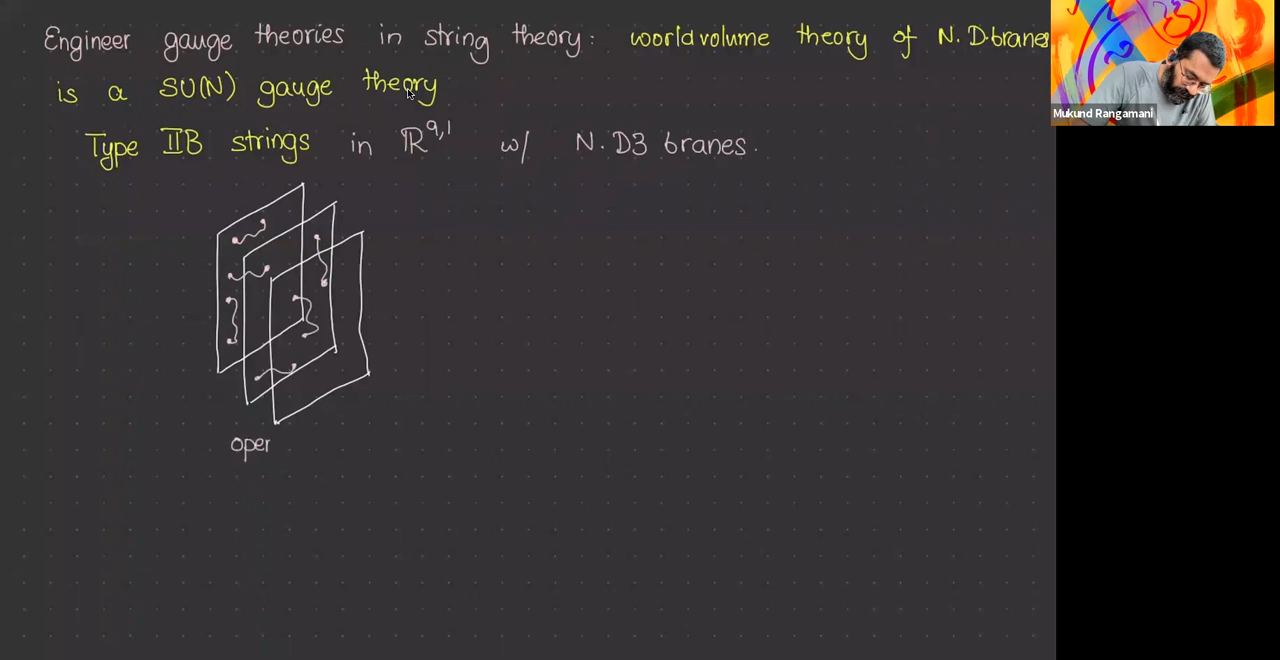 Engineer gauge theories in string theory: worldvolume theory of N. D-branes
is a SU(N) gauge theory
Type IIB strings in ℝ^9,1 w/ N. D3 branes.
oper
Mukund Rangamani